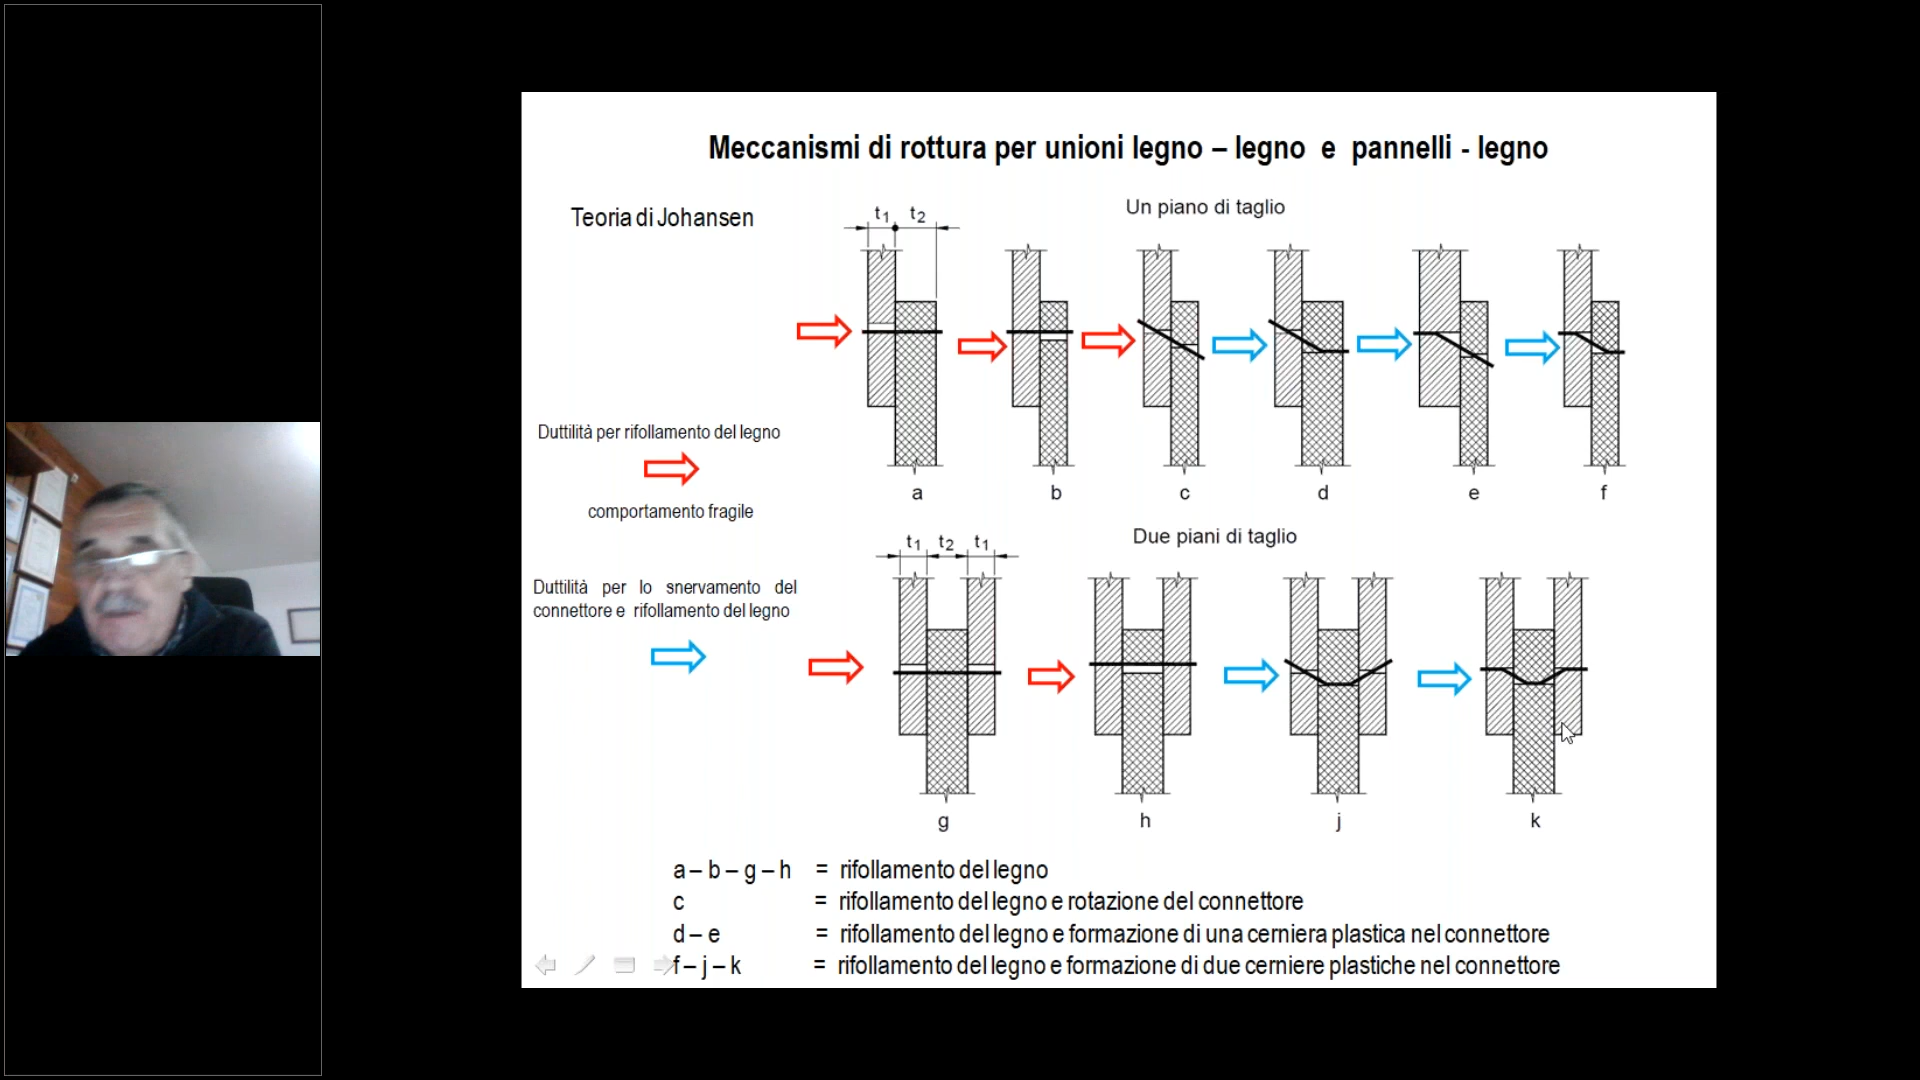 Meccanismi di rottura per unioni legno – legno e pannelli - legno
Teoria di Johansen
Un piano di taglio
t1 t2
Duttilità per rifollamento del legno
comportamento fragile
a b c d e f
Due piani di taglio
t1 t2 t1
Duttilità per lo snervamento del
connettore e rifollamento del legno
g h j k
a – b – g – h = rifollamento del legno
c = rifollamento del legno e rotazione del connettore
d – e = rifollamento del legno e formazione di una cerniera plastica nel connettore
f – j – k = rifollamento del legno e formazione di due cerniere plastiche nel connettore